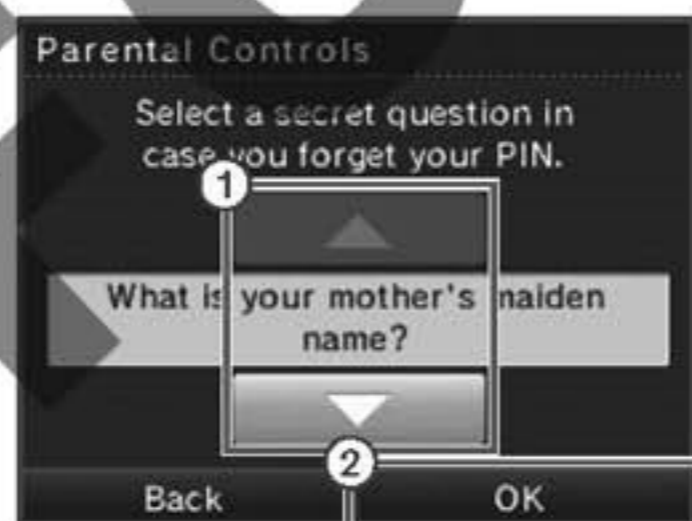 Parental Controls
Select a secret question in
case you forget your PIN.
1
What is your mother's maiden
name?
2
Back
OK